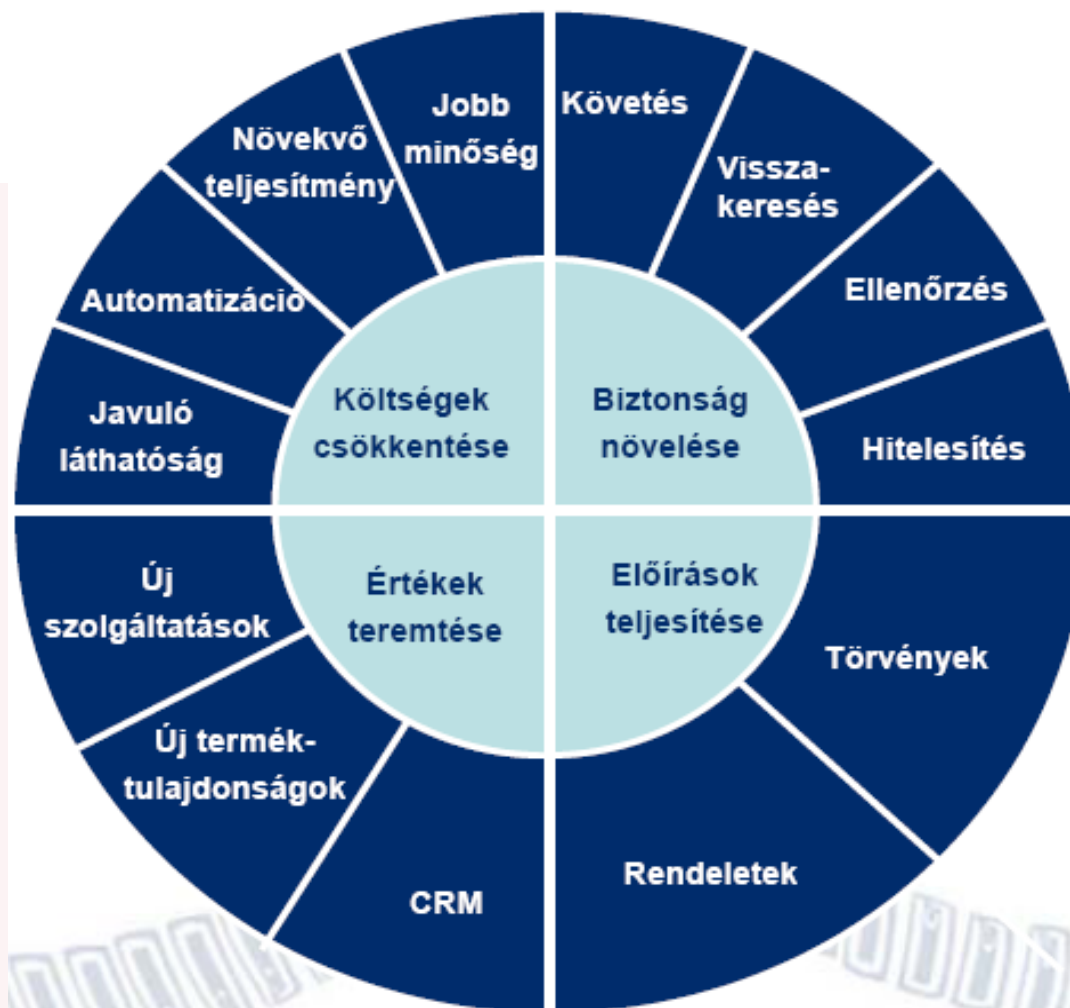 Jobb
minőség
Követés
Növekvő
teljesítmény
Vissza-
keresés
Automatizáció
Ellenőrzés
Javuló
láthatóság
Hitelesítés
Költségek
csökkentése
Biztonság
növelése
Értékek
teremtése
Előírások
teljesítése
Új
szolgáltatások
Törvények
Új termék-
tulajdonságok
Rendeletek
CRM